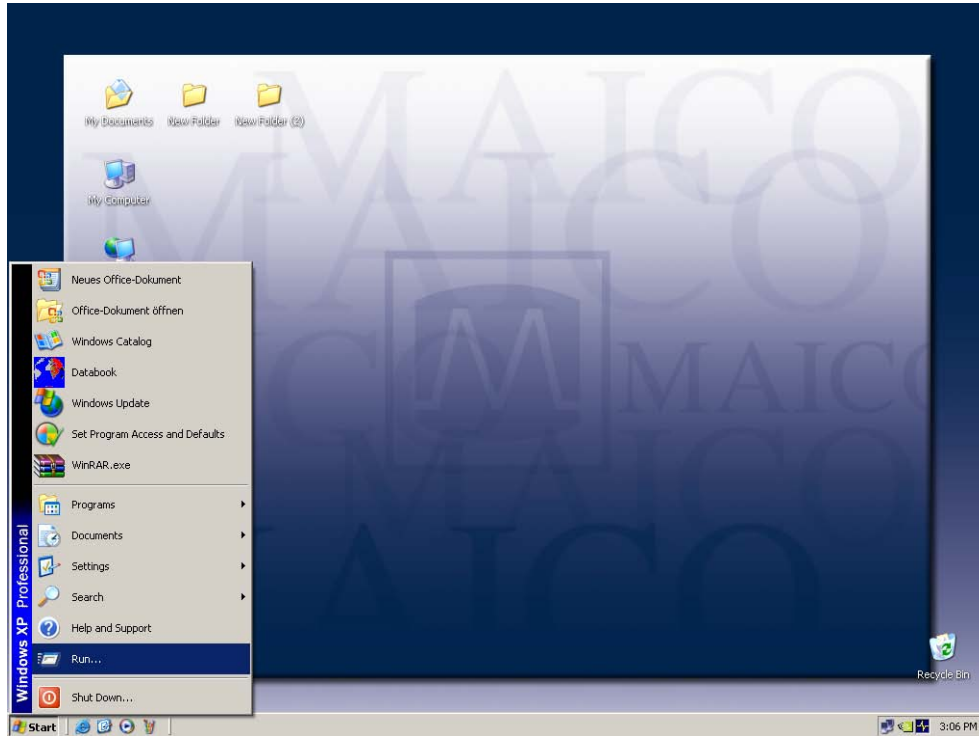 MAICO
MAICO
My Documents
New Folder
New Folder (2)
My Computer
Neues Office-Dokument
Office-Dokument öffnen
Windows Catalog
Databook
Windows Update
Set Program Access and Defaults
WinRAR.exe
Programs
Documents
Settings
Search
Help and Support
Run...
Shut Down...
Windows XP Professional
M
MAICO
MAICO
MAICO
Recycle Bin
Start
3:06 PM